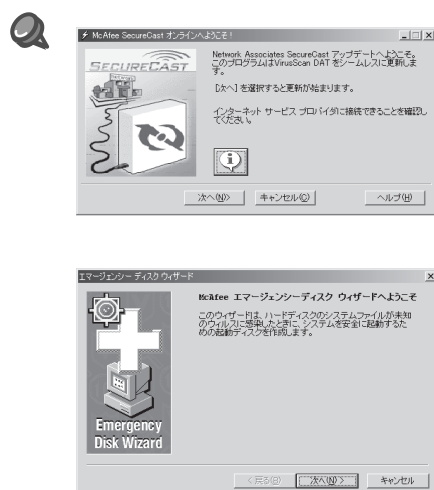 McAfee SecureCast オンラインへようこそ!
SECURECAST
Network Associates SecureCast アップデートへようこそ。
このプログラムはVirusScan DAT をシームレスに更新しま
す。
[次へ] を選択すると更新が始まります。
インターネット サービス プロバイダに接続できることを確認し
てください。
次へ(N)>
キャンセル(C)
ヘルプ(H)
エマージェンシー ディスク ウィザード
McAfee エマージェンシーディスク ウィザードへようこそ
このウィザードは、ハードディスクのシステムファイルが未知
のウィルスに感染したときに、システムを安全に起動するた
めの起動ディスクを作成します。
Emergency
Disk Wizard
<戻る(B)
次へ(N)>
キャンセル